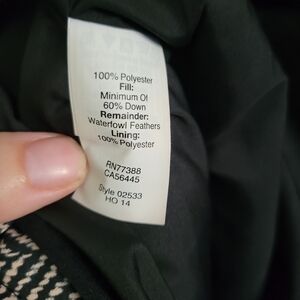 100% Polyester
Fill:
Minimum Of
60% Down
Remainder:
Waterfowl Feathers
Lining:
100% Polyester
RN77388
CA56445
Style 02533
HO 14